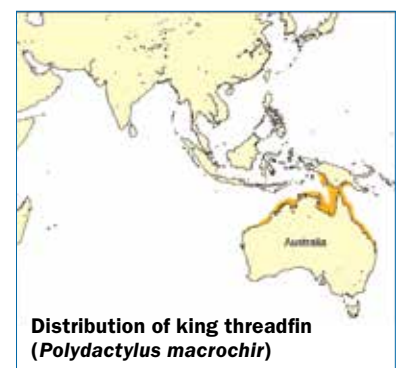 Australia
Distribution of king threadfin
(Polydactylus macrochir)